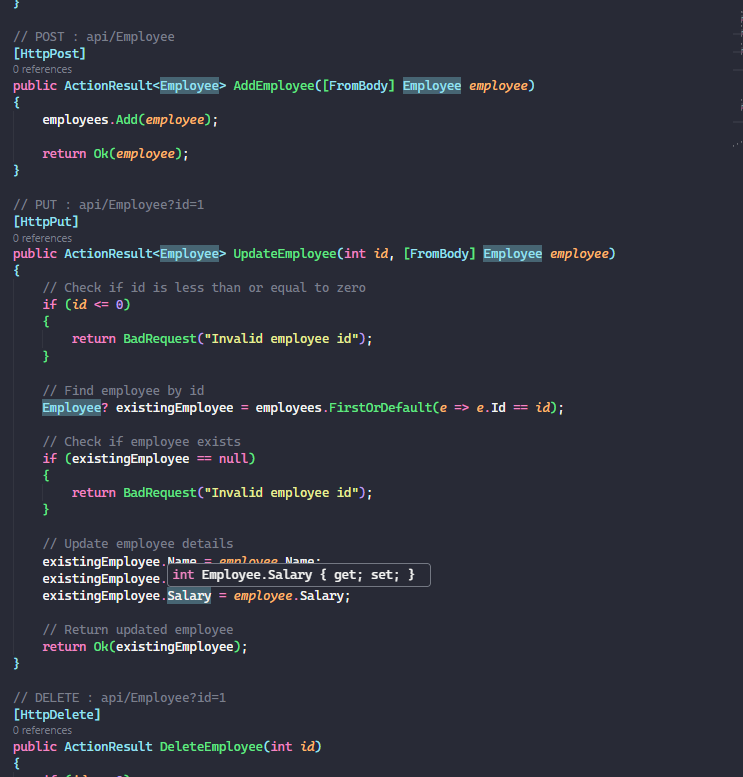 }
// POST : api/Employee
[HttpPost]
0 references
public ActionResult<Employee> AddEmployee([FromBody] Employee employee)
{
employees.Add(employee);
return Ok(employee);
}
// PUT : api/Employee?id=1
[HttpPut]
0 references
public ActionResult<Employee> UpdateEmployee(int id, [FromBody] Employee employee)
{
// Check if id is less than or equal to zero
if (id <= 0)
{
return BadRequest("Invalid employee id");
}
// Find employee by id
Employee? existingEmployee = employees.FirstOrDefault(e => e.Id == id);
// Check if employee exists
if (existingEmployee == null)
{
return BadRequest("Invalid employee id");
}
// Update employee details
existingEmployee.Name = employee.Name;
existingEmployee.
int Employee.Salary { get; set; }
existingEmployee.Salary = employee.Salary;
// Return updated employee
return Ok(existingEmployee);
}
// DELETE : api/Employee?id=1
[HttpDelete]
0 references
public ActionResult DeleteEmployee(int id)
{